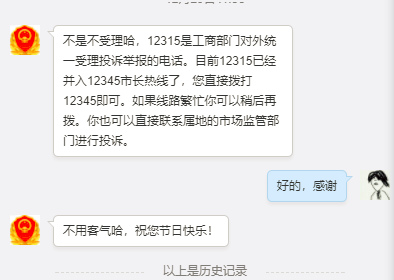 不是不受理哈，12315是工商部门对外统
一受理投诉举报的电话。目前12315已经
并入12345市长热线了，您直接拨打
12345即可。如果线路繁忙你可以稍后再
拨。你也可以直接联系属地的市场监管部
门进行投诉。
好的，感谢
不用客气哈，祝您节日快乐！
以上是历史记录